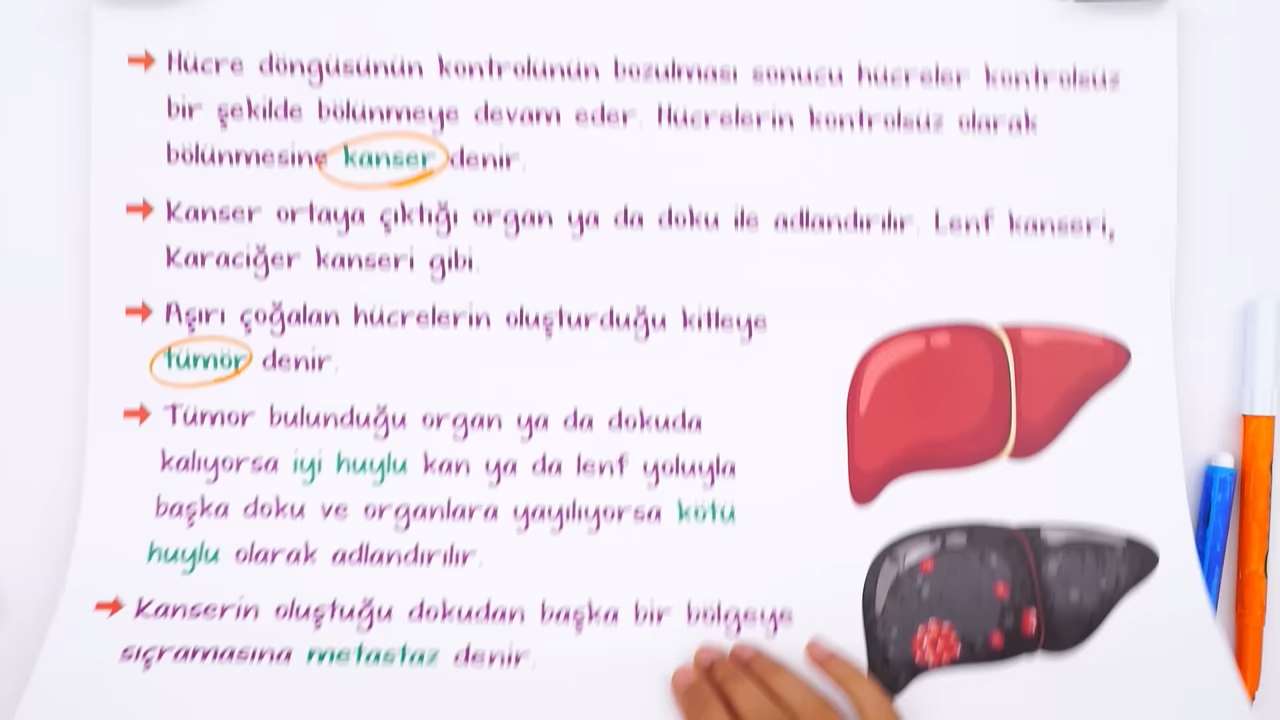 Hücre döngüsünün kontrolünün bozulması sonucu hücreler kontrolsüz
bir şekilde bölünmeye devam eder. Hücrelerin kontrolsüz olarak
bölünmesine kanser denir.
Kanser ortaya çıktığı organ ya da doku ile adlandırılır. Lenf kanseri,
Karaciğer kanseri gibi.
Aşırı çoğalan hücrelerin oluşturduğu kitleye
tümör denir.
Tümor bulunduğu organ ya da dokuda
kalıyorsa iyi huylu kan ya da lenf yoluyla
başka doku ve organlara yayılıyorsa kötü
huylu olarak adlandırılır.
Kanserin oluştuğu dokudan başka bir bölgeye
sıçramasına metastaz denir.